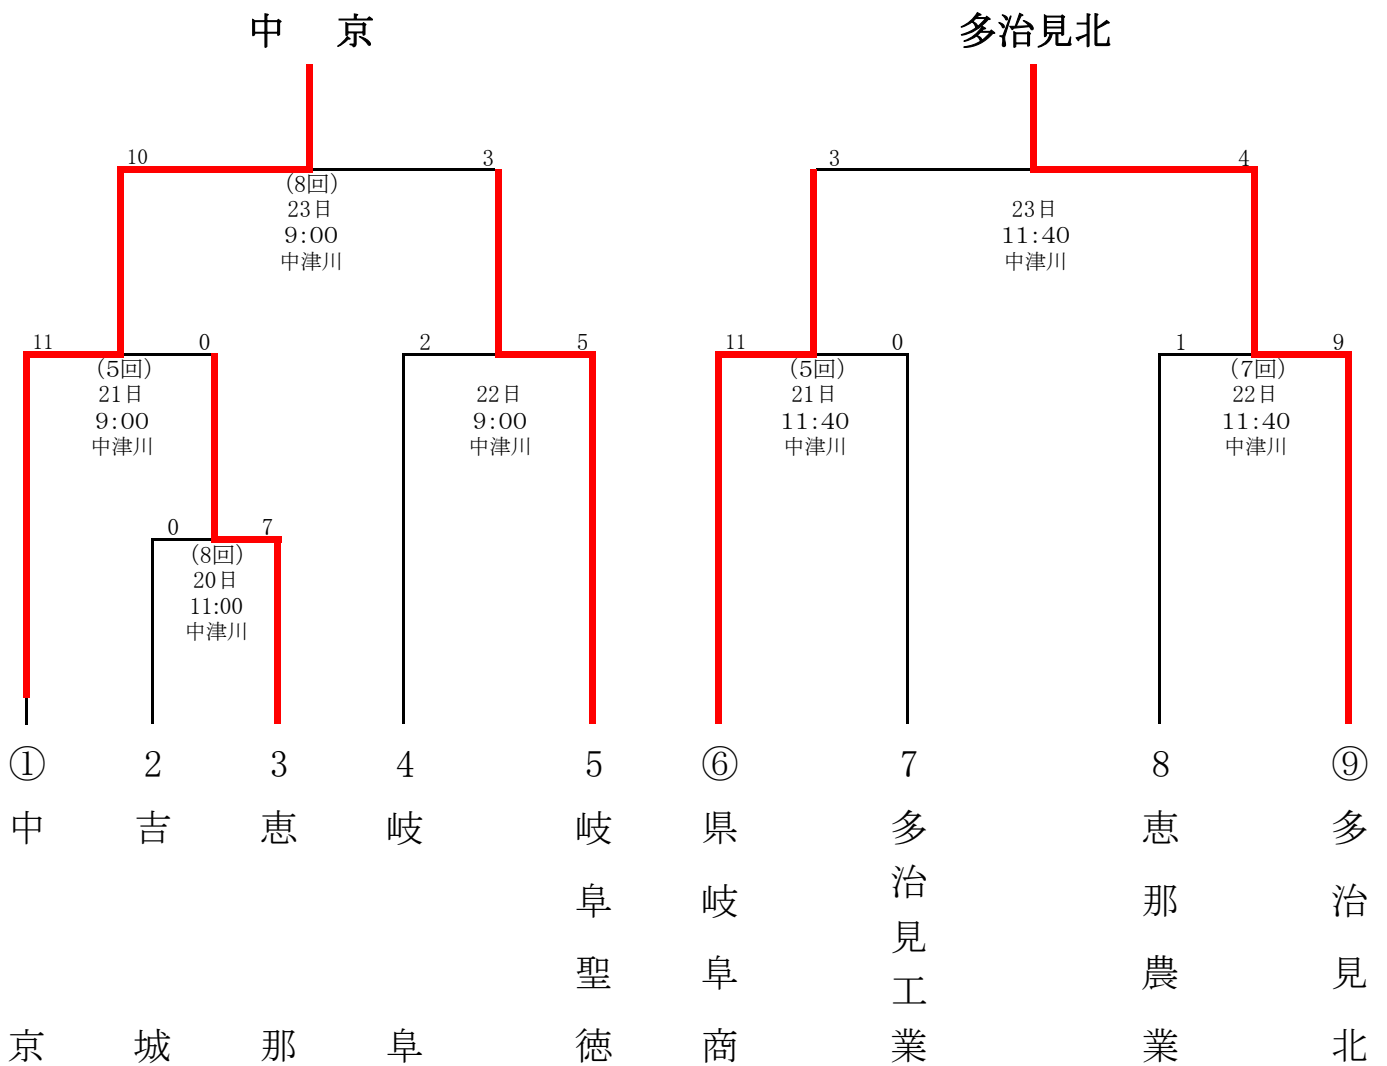 中　京
多治見北
10
3
(8回)
23日
9:00
中津川
3
4
23日
11:40
中津川
11
0
(5回)
21日
9:00
中津川
2
5
22日
9:00
中津川
11
0
(5回)
21日
11:40
中津川
1
9
(7回)
22日
11:40
中津川
0
7
(8回)
20日
11:00
中津川
①
中京
2
吉城
3
恵那
4
岐阜
5
岐阜聖徳
⑥
県岐阜商
7
多治見工業
8
恵那農業
⑨
多治見北